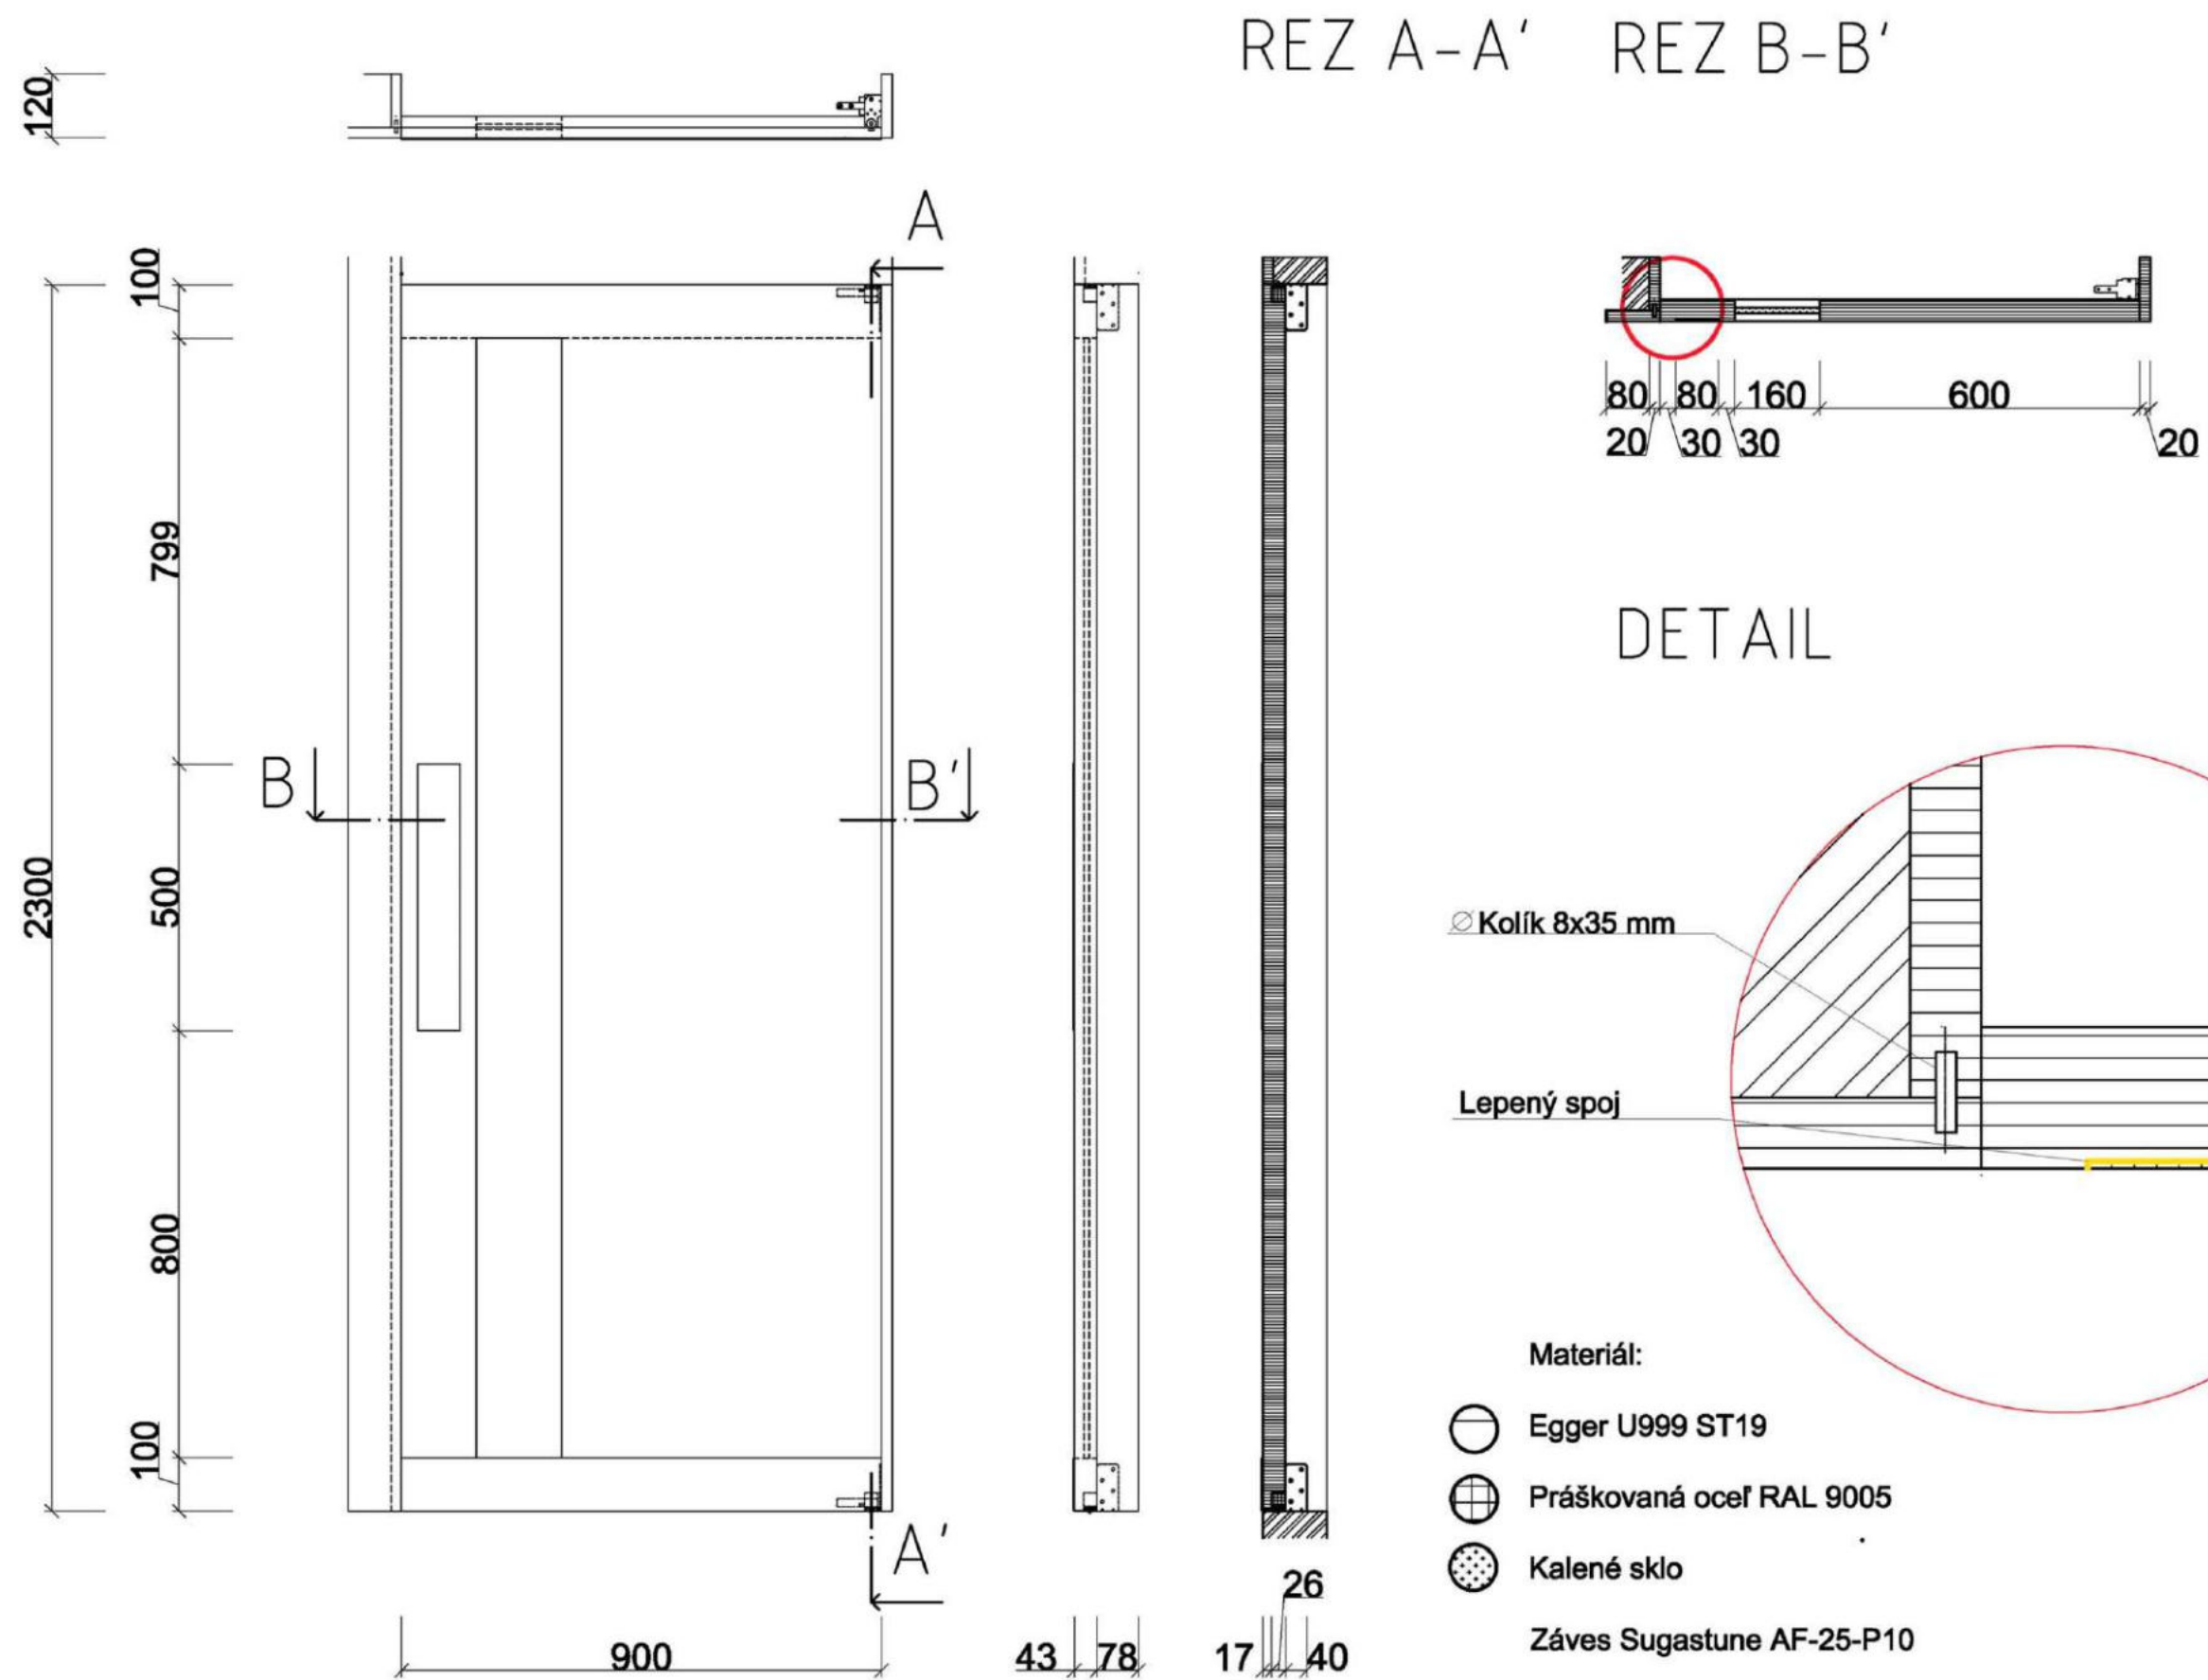 REZ A-A'
REZ B-B'
120
A
100
799
B
B'
2300
500
800
100
A'
900
43
78
26
17
40
80
80
160
600
20
30
30
20
DETAIL
∅ Kolík 8x35 mm
Lepený spoj
Materiál:
Egger U999 ST19
Práškovaná oceľ RAL 9005
Kalené sklo
Záves Sugastune AF-25-P10